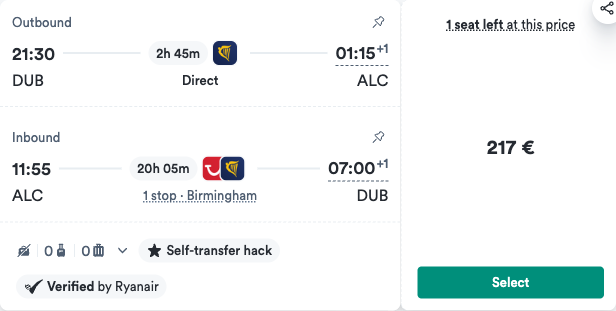 Outbound
21:30
2h 45m
01:15+1
DUB
Direct
ALC
Inbound
11:55
20h 05m
07:00+1
ALC
1 stop · Birmingham
DUB
0
0
Self-transfer hack
Verified by Ryanair
1 seat left at this price
217 €
Select